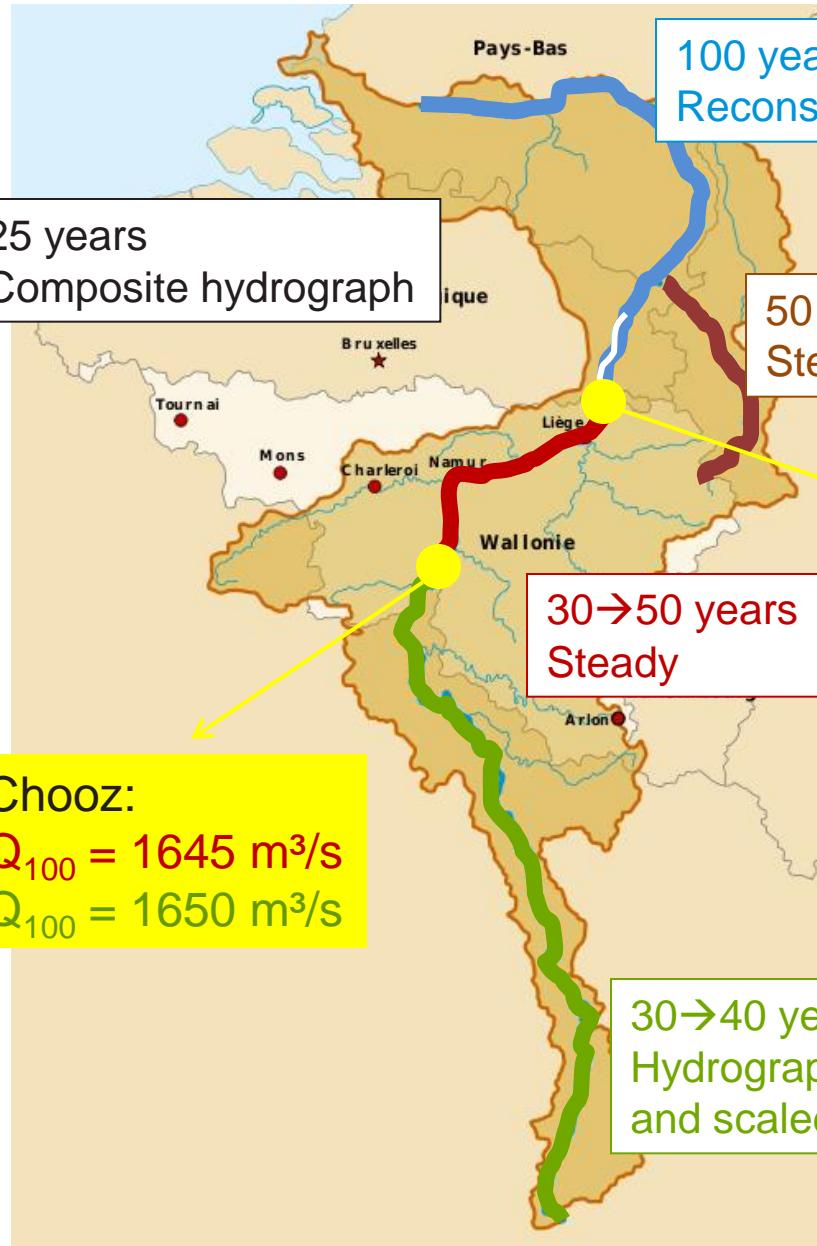 Pays-Bas
100 yea
Recons
25 years
Composite hydrograph
ique
Bruxelles
50
Ste
Tournai
Liège
Mons
Charleroi
Namur
Wallonie
30→50 years
Steady
Arlon
Chooz:
Q₁₀₀ = 1645 m³/s
Q₁₀₀ = 1650 m³/s
30→40 ye
Hydrograp
and scaled